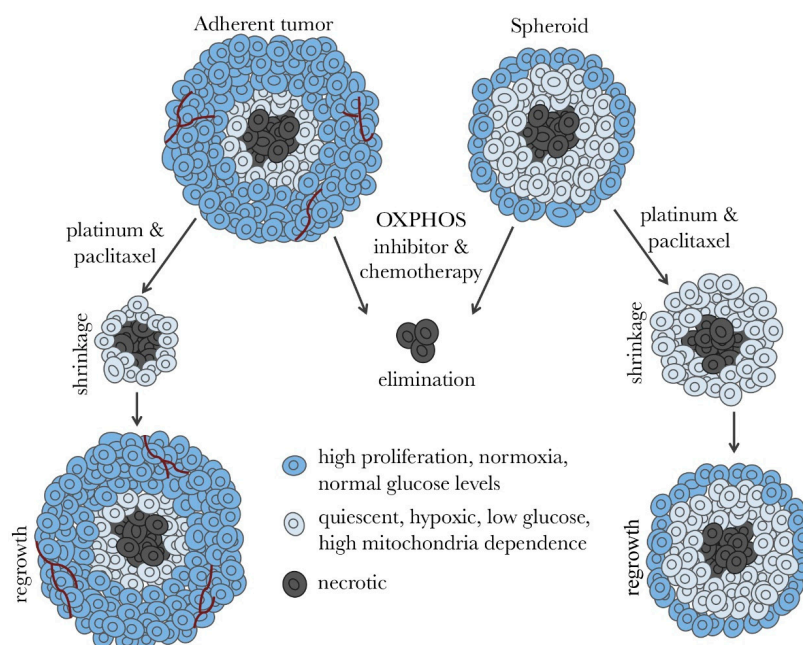 Adherent tumor
Spheroid
platinum &
paclitaxel
OXPHOS
inhibitor &
chemotherapy
platinum &
paclitaxel
shrinkage
elimination
shrinkage
high proliferation, normoxia,
normal glucose levels
quiescent, hypoxic, low glucose,
high mitochondria dependence
necrotic
regrowth
regrowth